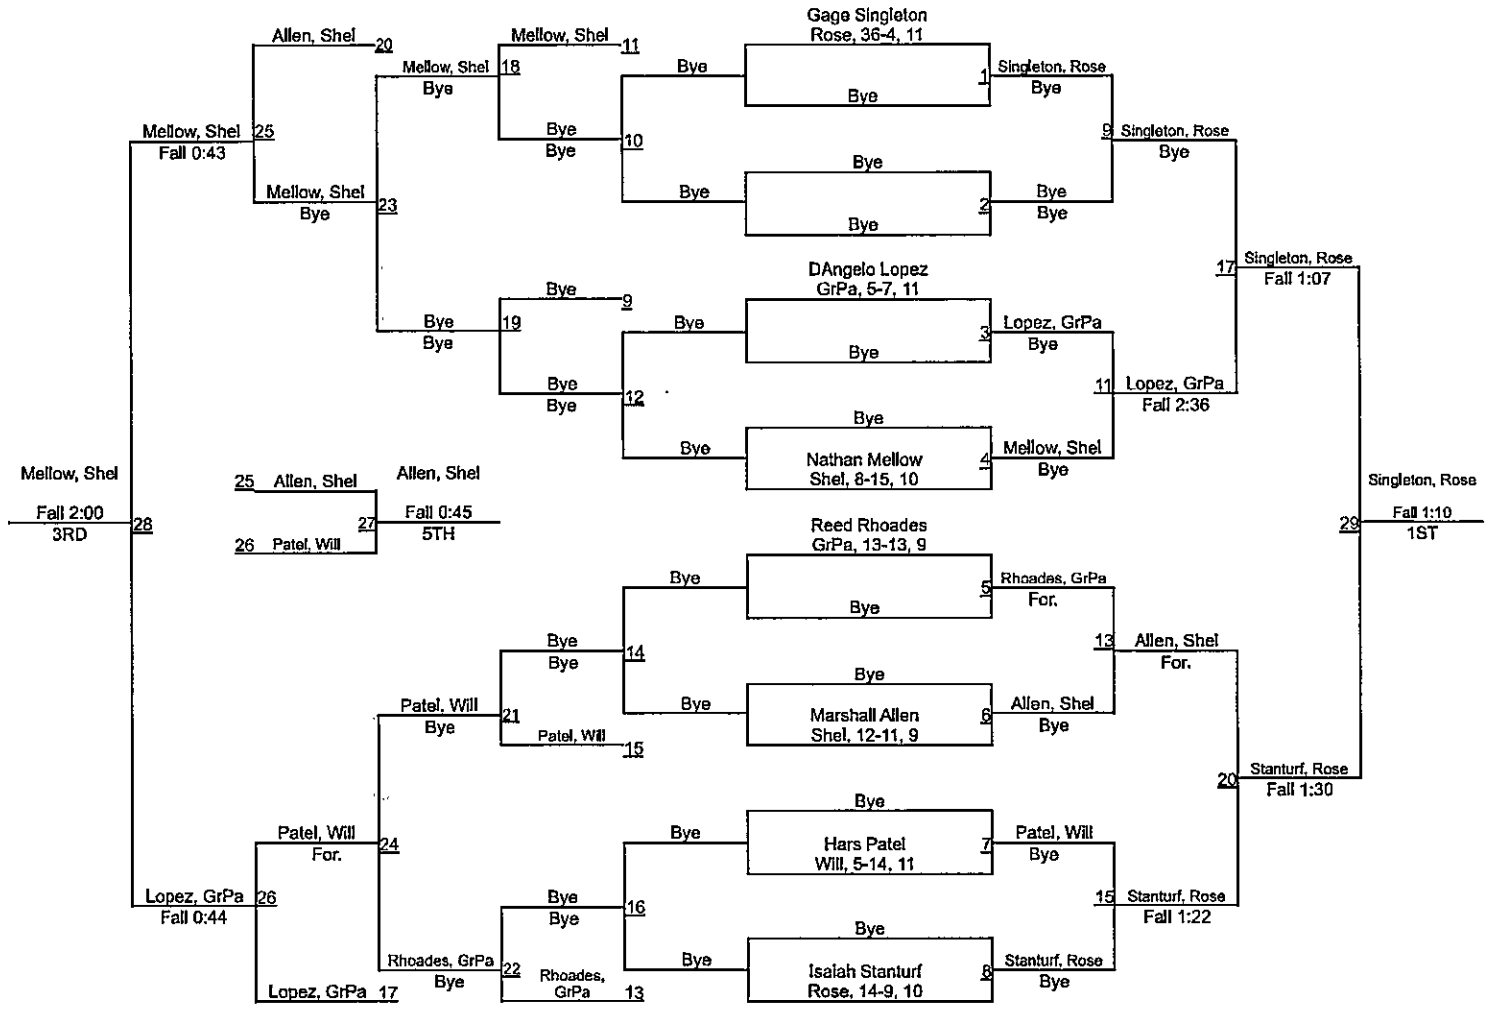 Gage Singleton
Rose, 36-4, 11
Bye
1
Singleton, Rose
Bye
Bye
Bye
2
Bye
Bye
9
Singleton, Rose
Bye
DAngelo Lopez
GrPa, 5-7, 11
Bye
3
Lopez, GrPa
Bye
Bye
Nathan Mellow
Shel, 8-15, 10
4
Mellow, Shel
Bye
11
Lopez, GrPa
Fall 2:36
17
Singleton, Rose
Fall 1:07
Reed Rhoades
GrPa, 13-13, 9
Bye
5
Rhoades, GrPa
For.
Bye
Marshall Allen
Shel, 12-11, 9
6
Allen, Shel
Bye
13
Allen, Shel
For.
Bye
Hars Patel
Will, 5-14, 11
7
Patel, Will
Bye
Bye
Isaiah Stanturf
Rose, 14-9, 10
8
Stanturf, Rose
Bye
15
Stanturf, Rose
Fall 1:22
20
Stanturf, Rose
Fall 1:30
29
Singleton, Rose
Fall 1:10
1ST
Bye
Bye
10
Bye
Bye
Mellow, Shel
11
18
Mellow, Shel
Bye
Bye
Bye
12
Bye
Bye
Bye
9
19
Bye
Bye
23
Mellow, Shel
Bye
Allen, Shel
20
25
Mellow, Shel
Fall 0:43
Bye
Bye
14
Bye
Bye
Patel, Will
15
21
Patel, Will
Bye
Bye
Bye
16
Bye
Bye
Rhoades,
GrPa
13
22
Rhoades, GrPa
Bye
24
Patel, Will
For.
Lopez, GrPa
17
26
Lopez, GrPa
Fall 0:44
28
Mellow, Shel
Fall 2:00
3RD
25
Allen, Shel
26
Patel, Will
27
Allen, Shel
Fall 0:45
5TH